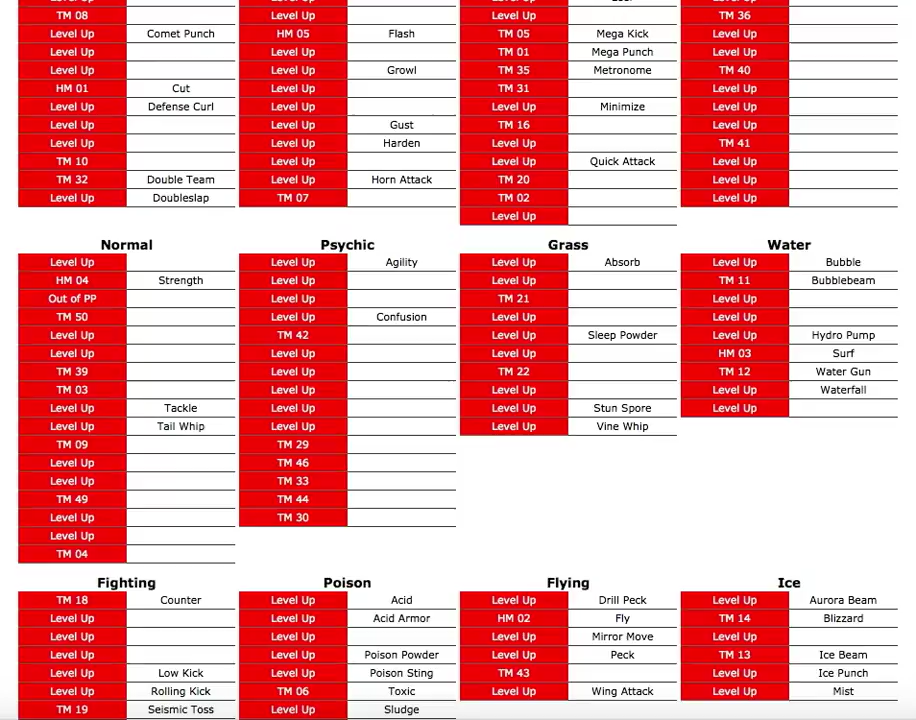 Level Up Level Up Level Up Level Up
TM 08 Level Up Level Up TM 36
Level Up Comet Punch HM 05 Flash TM 05 Mega Kick Level Up
Level Up Level Up TM 01 Mega Punch Level Up
Level Up Level Up Growl TM 35 Metronome TM 40
HM 01 Cut Level Up TM 31 Level Up
Level Up Defense Curl Level Up Level Up Minimize Level Up
Level Up Level Up Gust TM 16 Level Up
Level Up Level Up Harden Level Up TM 41
TM 10 Level Up Level Up Quick Attack Level Up
TM 32 Double Team Level Up Horn Attack TM 20 Level Up
Level Up Doubleslap TM 07 TM 02 Level Up
Level Up
Normal Psychic Grass Water
Level Up Level Up Agility Level Up Absorb Level Up Bubble
HM 04 Strength Level Up Level Up TM 11 Bubblebeam
Out of PP Level Up TM 21 Level Up
TM 50 Level Up Confusion Level Up Level Up
Level Up TM 42 Level Up Sleep Powder Level Up Hydro Pump
Level Up Level Up Level Up HM 03 Surf
TM 39 Level Up TM 22 TM 12 Water Gun
TM 03 Level Up Level Up Level Up Waterfall
Level Up Tackle Level Up Level Up Stun Spore Level Up
Level Up Tail Whip Level Up Level Up Vine Whip
TM 09 TM 29
Level Up TM 46
Level Up TM 33
TM 49 TM 44
Level Up TM 30
Level Up
TM 04
Fighting Poison Flying Ice
TM 18 Counter Level Up Acid Level Up Drill Peck Level Up Aurora Beam
Level Up Level Up Acid Armor HM 02 Fly TM 14 Blizzard
Level Up Level Up Level Up Mirror Move Level Up
Level Up Level Up Poison Powder Level Up Peck TM 13 Ice Beam
Level Up Low Kick Level Up Poison Sting TM 43 Level Up Ice Punch
Level Up Rolling Kick TM 06 Toxic Level Up Wing Attack Level Up Mist
TM 19 Seismic Toss Level Up Sludge